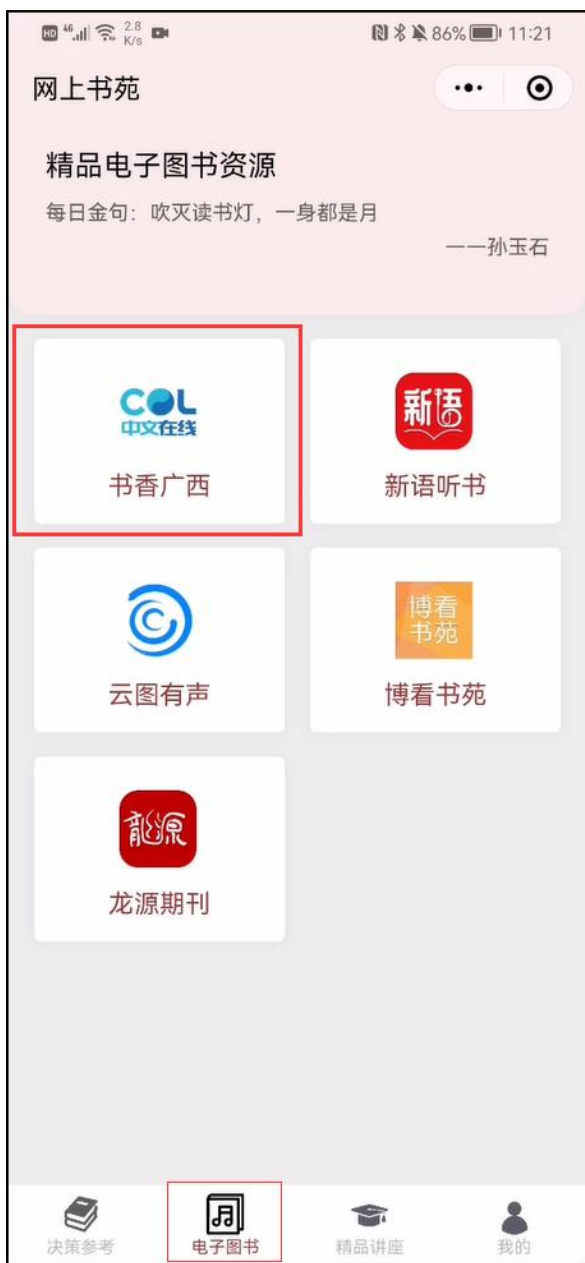 HD 46 2.8 K/s 86% 11:21
网上书苑
精品电子图书资源
每日金句：吹灭读书灯，一身都是月
——孙玉石
COL
中文在线
书香广西
新语
新语听书
云图有声
博看
书苑
博看书苑
龍源
龙源期刊
决策参考
电子图书
精品讲座
我的